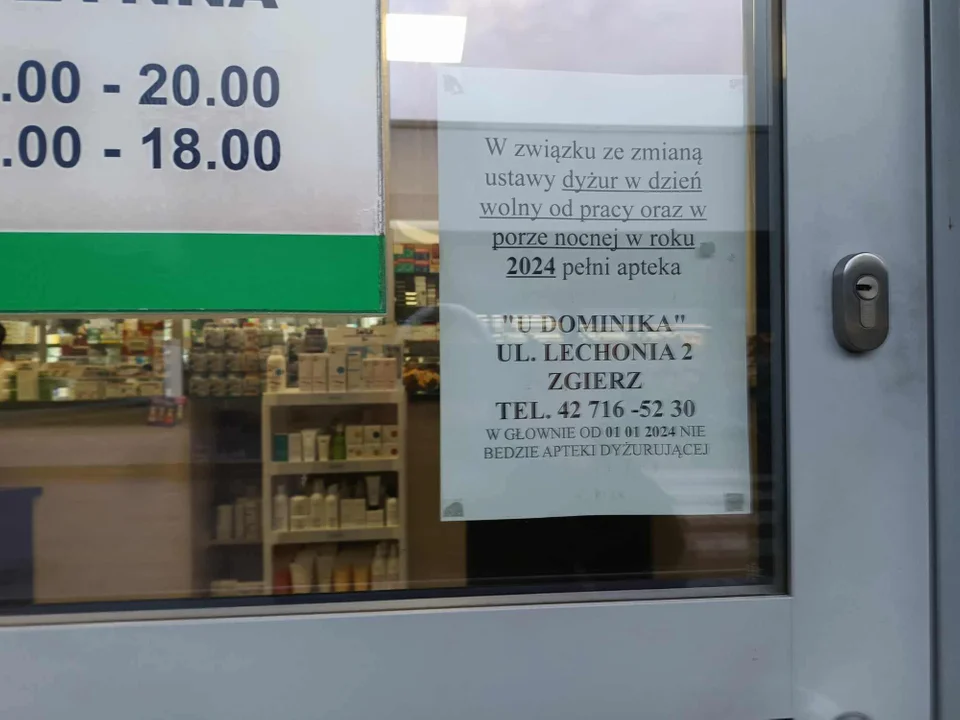 .00 - 20.00
.00 - 18.00
W związku ze zmianą
ustawy dyżur w dzień
wolny od pracy oraz w
porze nocnej w roku
2024 pełni apteka
"U DOMINIKA"
UL. LECHONIA 2
ZGIERZ
TEL. 42 716 -52 30
W GŁOWNIE OD 01 01 2024 NIE
BEDZIE APTEKI DYŻURUJĄCEJ